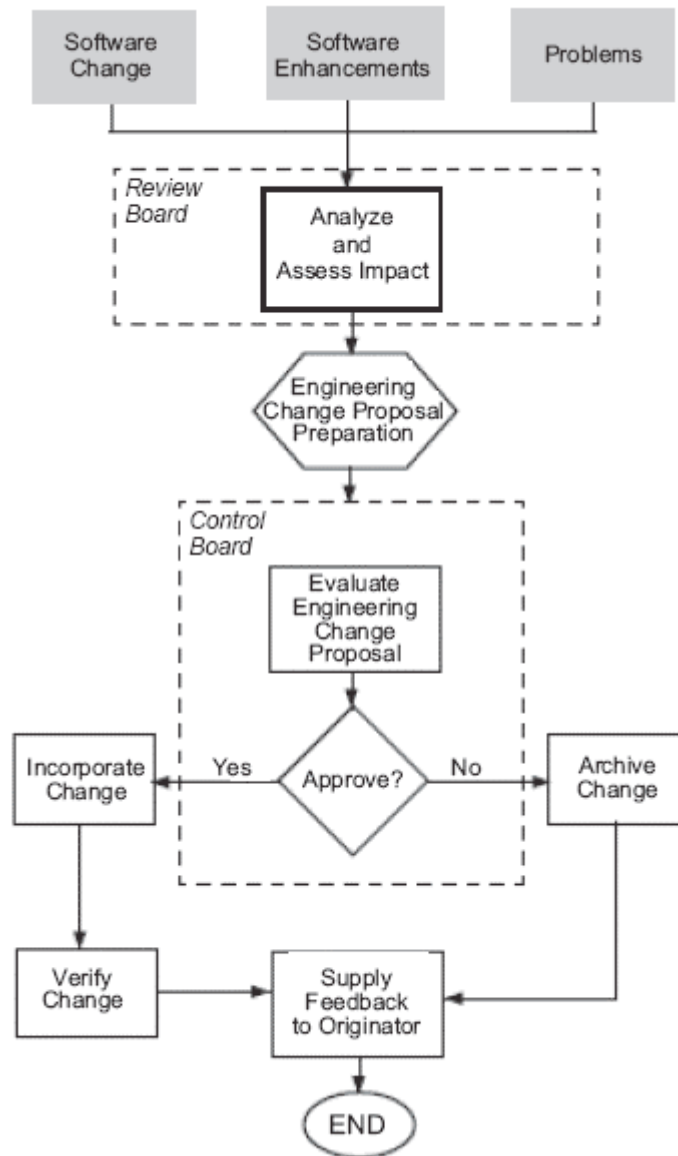 Software
Change
Software
Enhancements
Problems
Review
Board
Analyze
and
Assess Impact
Engineering
Change Proposal
Preparation
Control
Board
Evaluate
Engineering
Change
Proposal
Incorporate
Change
Yes
Approve?
No
Archive
Change
Verify
Change
Supply
Feedback
to Originator
END